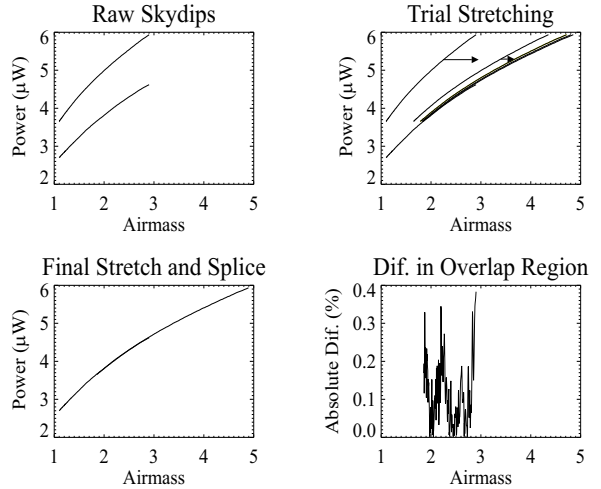 Raw Skydips
Power (μW)
6
5
4
3
2
1 2 3 4 5
Airmass
Trial Stretching
Power (μW)
6
5
4
3
2
1 2 3 4 5
Airmass
Final Stretch and Splice
Power (μW)
6
5
4
3
2
1 2 3 4 5
Airmass
Dif. in Overlap Region
Absolute Dif. (%)
0.4
0.3
0.2
0.1
0.0
1 2 3 4 5
Airmass